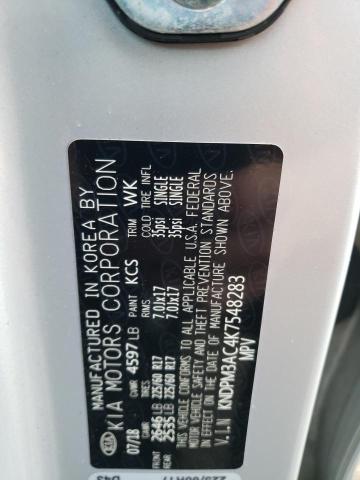 MANUFACTURED IN KOREA BY
KIA MOTORS CORPORATION
07/18 GVWR 4597 LB KCS TRIM WK
GAWR TIRES RIMS COLD TIRE INFL
FRONT 2646 LB 225/60 R17 7.0Jx17 35psi SINGLE
REAR 2535 LB 225/60 R17 7.0Jx17 35psi SINGLE
THIS VEHICLE CONFORMS TO ALL APPLICABLE U.S.A. FEDERAL
MOTOR VEHICLE SAFETY AND THEFT PREVENTION STANDARDS
IN EFFECT ON THE DATE OF MANUFACTURE SHOWN ABOVE.
V.I.N KNDPM3AC4K7548283
MPV